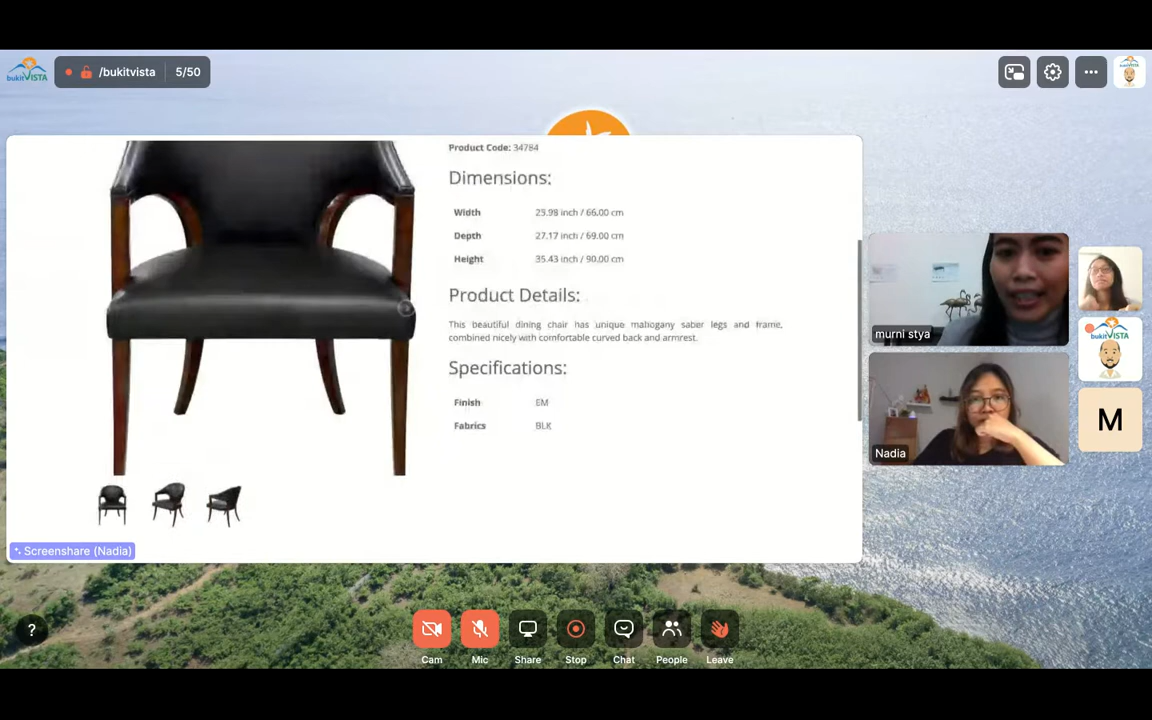 bukitVISTA
/bukitvista 5/50
Product Code: 34784
Dimensions:
Width 25.98 inch / 66.00 cm
Depth 27.17 inch / 69.00 cm
Height 35.43 inch / 90.00 cm
Product Details:
This beautiful dining chair has unique mahogany saber legs and frame,
combined nicely with comfortable curved back and armrest.
Specifications:
Finish EM
Fabrics BLK
Screenshare (Nadia)
murni stya
Nadia
bukitVISTA
M
?
Cam Mic Share Stop Chat People Leave